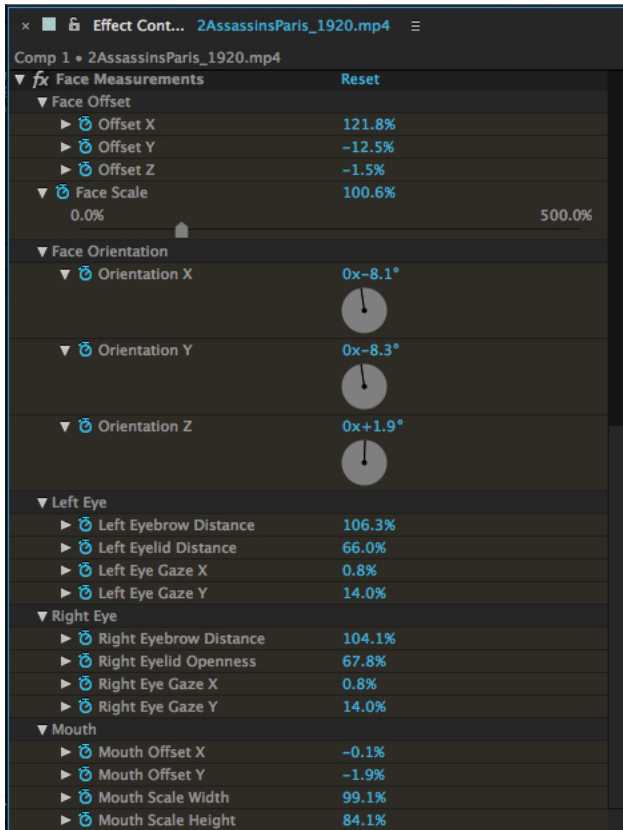 Effect Cont... 2AssassinsParis_1920.mp4
Comp 1 • 2AssassinsParis_1920.mp4
fx Face Measurements Reset
Face Offset
Offset X 121.8%
Offset Y −12.5%
Offset Z −1.5%
Face Scale 100.6%
0.0% 500.0%
Face Orientation
Orientation X 0x−8.1°
Orientation Y 0x−8.3°
Orientation Z 0x+1.9°
Left Eye
Left Eyebrow Distance 106.3%
Left Eyelid Distance 66.0%
Left Eye Gaze X 0.8%
Left Eye Gaze Y 14.0%
Right Eye
Right Eyebrow Distance 104.1%
Right Eyelid Openness 67.8%
Right Eye Gaze X 0.8%
Right Eye Gaze Y 14.0%
Mouth
Mouth Offset X −0.1%
Mouth Offset Y −1.9%
Mouth Scale Width 99.1%
Mouth Scale Height 84.1%